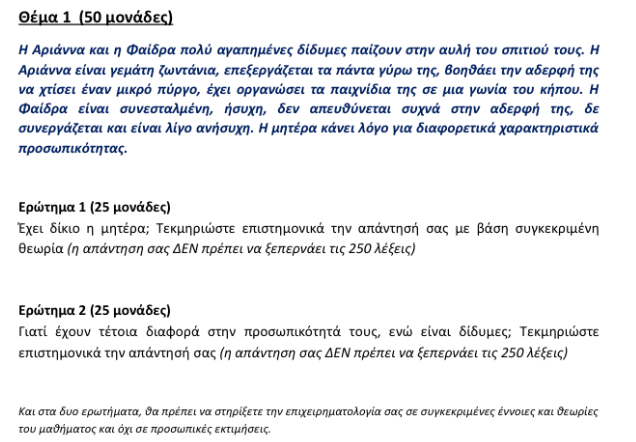 Θέμα 1 (50 μονάδες)
Η Αριάννα και η Φαίδρα πολύ αγαπημένες δίδυμες παίζουν στην αυλή του σπιτιού τους. Η
Αριάννα είναι γεμάτη ζωντάνια, επεξεργάζεται τα πάντα γύρω της, βοηθάει την αδερφή της
να χτίσει έναν μικρό πύργο, έχει οργανώσει τα παιχνίδια της σε μια γωνία του κήπου. Η
Φαίδρα είναι συνεσταλμένη, ήσυχη, δεν απευθύνεται συχνά στην αδερφή της, δε
συνεργάζεται και είναι λίγο ανήσυχη. Η μητέρα κάνει λόγο για διαφορετικά χαρακτηριστικά
προσωπικότητας.
Ερώτημα 1 (25 μονάδες)
Έχει δίκιο η μητέρα; Τεκμηριώστε επιστημονικά την απάντησή σας με βάση συγκεκριμένη
θεωρία (η απάντηση σας ΔΕΝ πρέπει να ξεπερνάει τις 250 λέξεις)
Ερώτημα 2 (25 μονάδες)
Γιατί έχουν τέτοια διαφορά στην προσωπικότητά τους, ενώ είναι δίδυμες; Τεκμηριώστε
επιστημονικά την απάντησή σας (η απάντηση σας ΔΕΝ πρέπει να ξεπερνάει τις 250 λέξεις)
Και στα δυο ερωτήματα, θα πρέπει να στηρίξετε την επιχειρηματολογία σας σε συγκεκριμένες έννοιες και θεωρίες
του μαθήματος και όχι σε προσωπικές εκτιμήσεις.